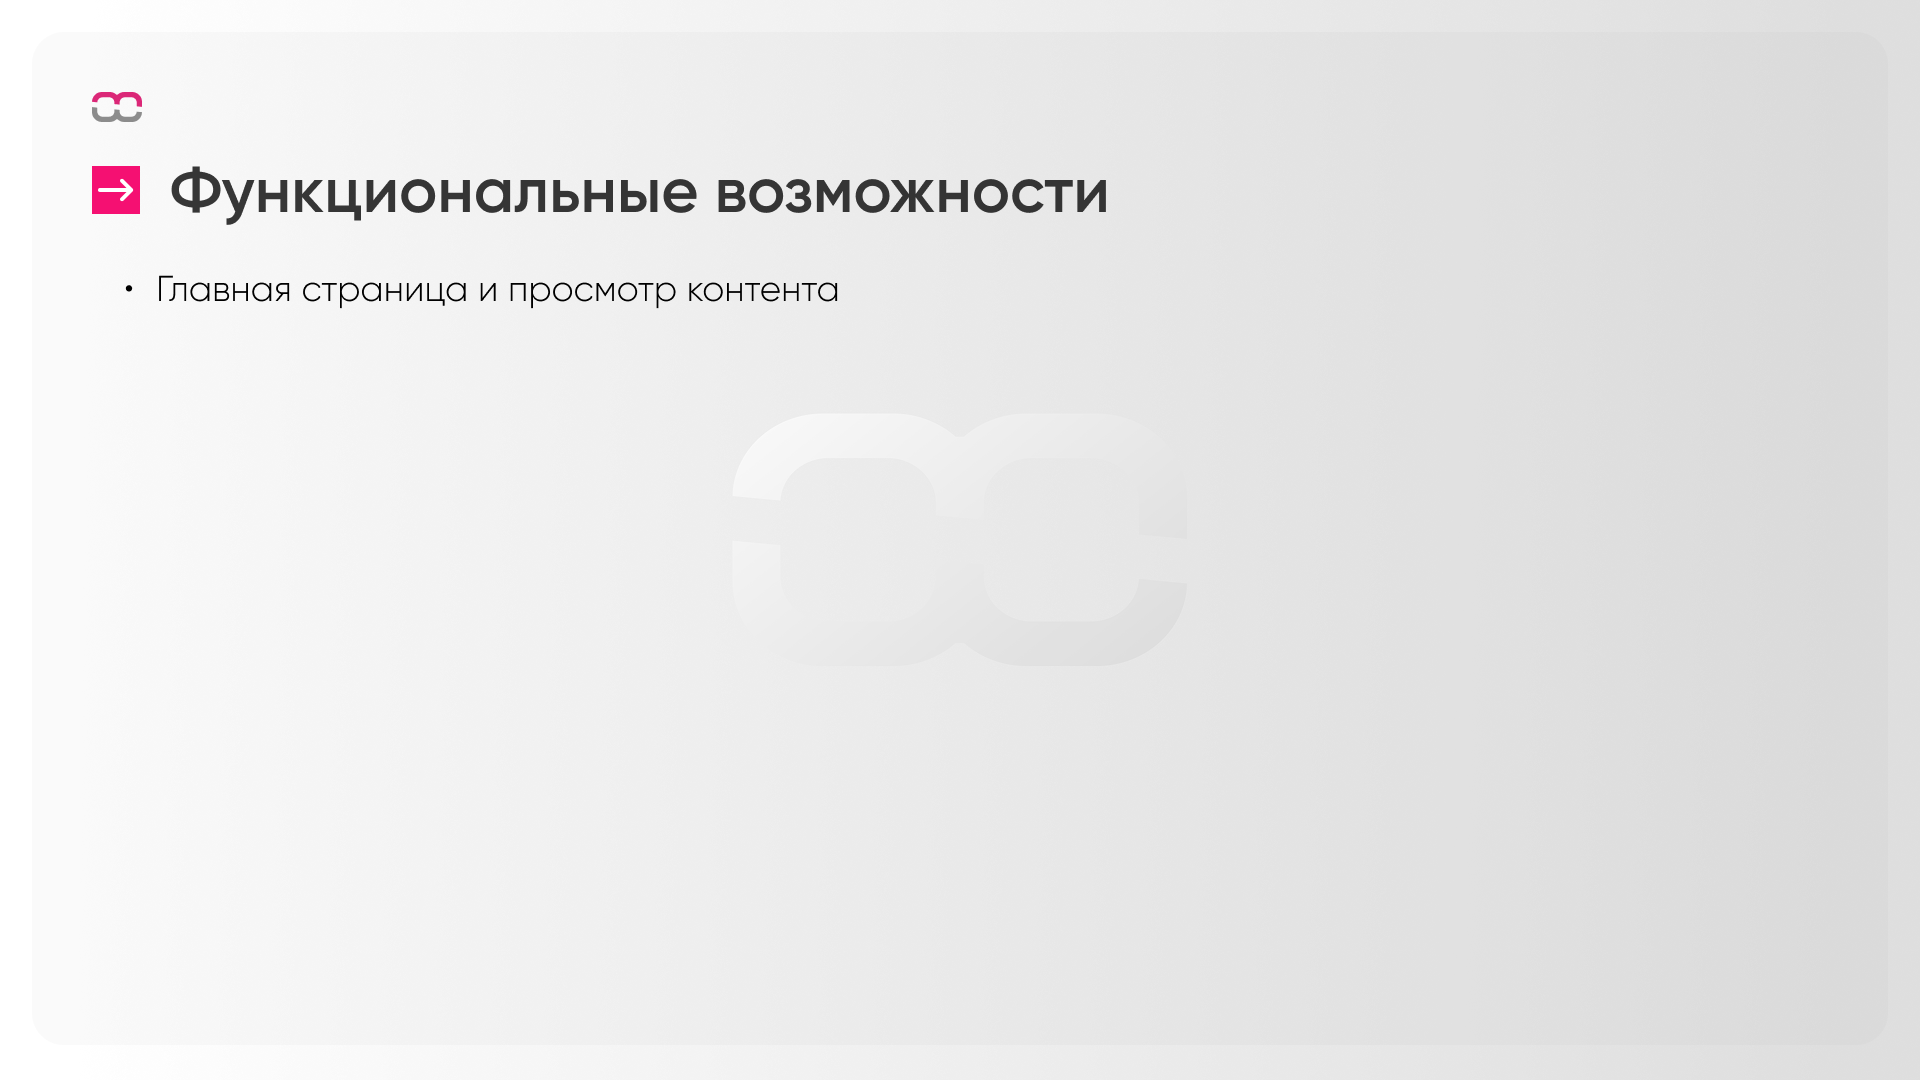 Функциональные возможности
• Главная страница и просмотр контента